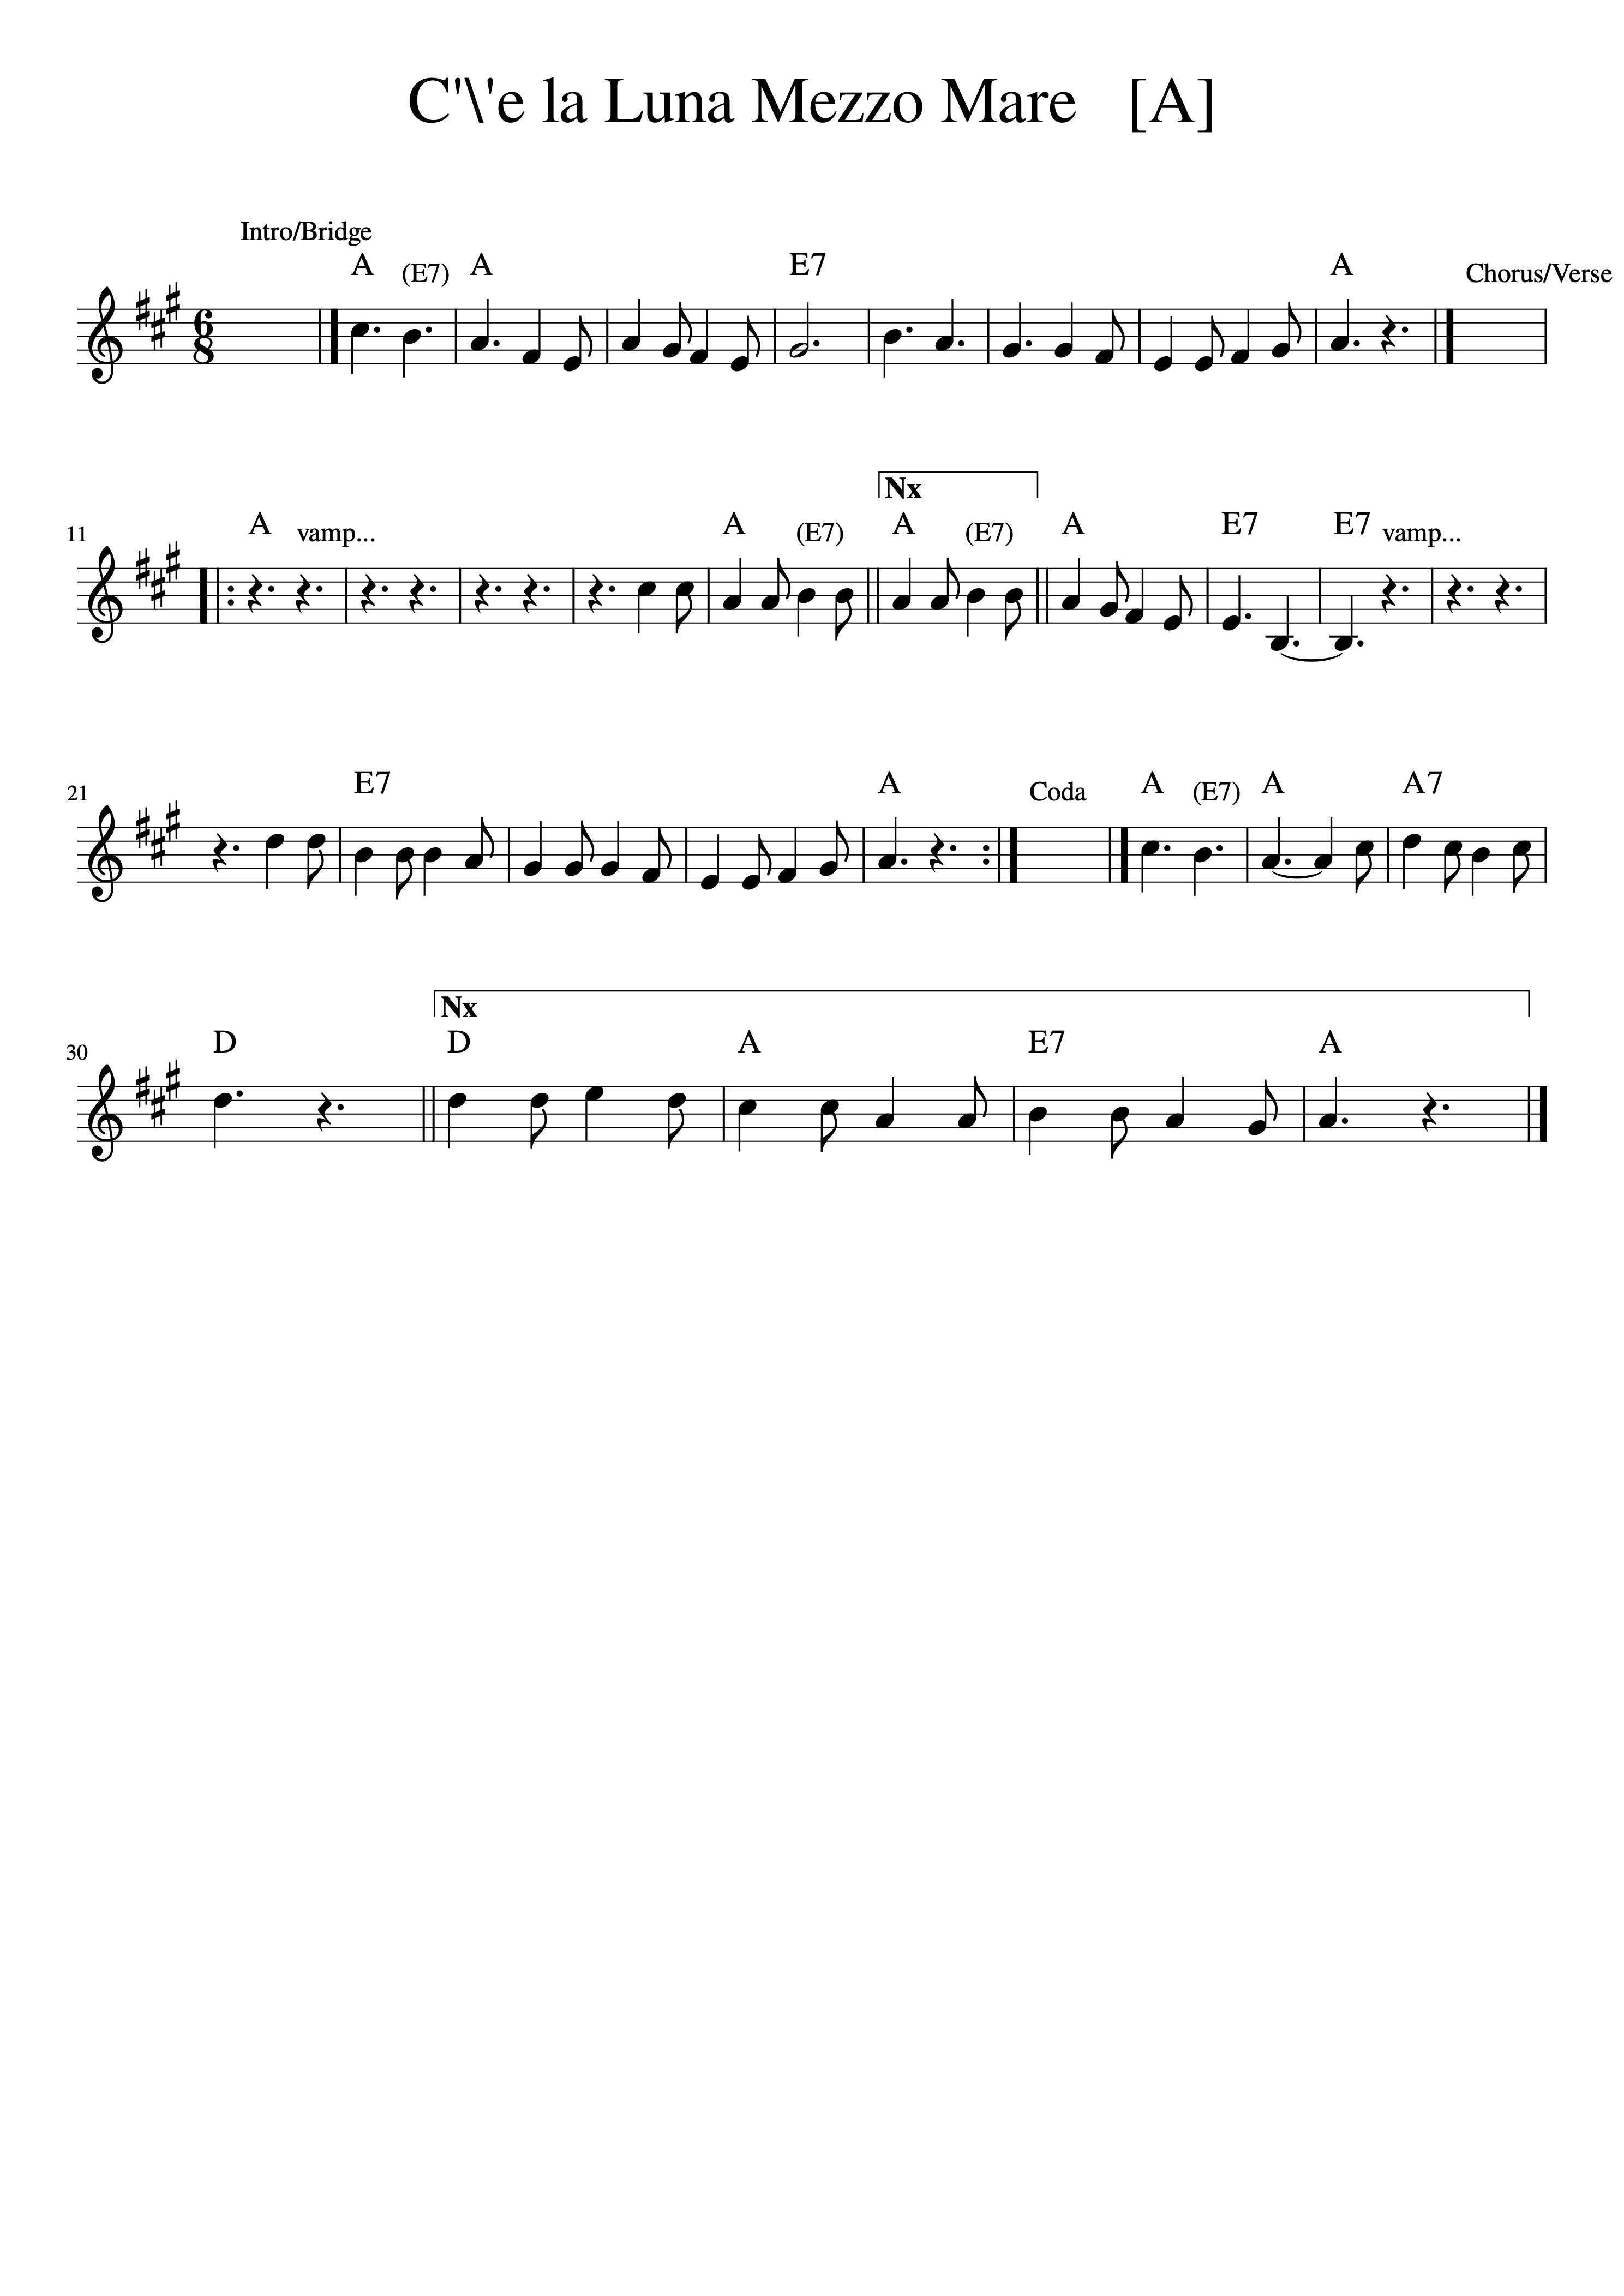 C'\'e la Luna Mezzo Mare [A]
Intro/Bridge
A (E7) A E7 A Chorus/Verse
6
8
Nx
11 A vamp... A (E7) A (E7) A E7 E7 vamp...
21 E7 A Coda A (E7) A A7
Nx
30 D D A E7 A